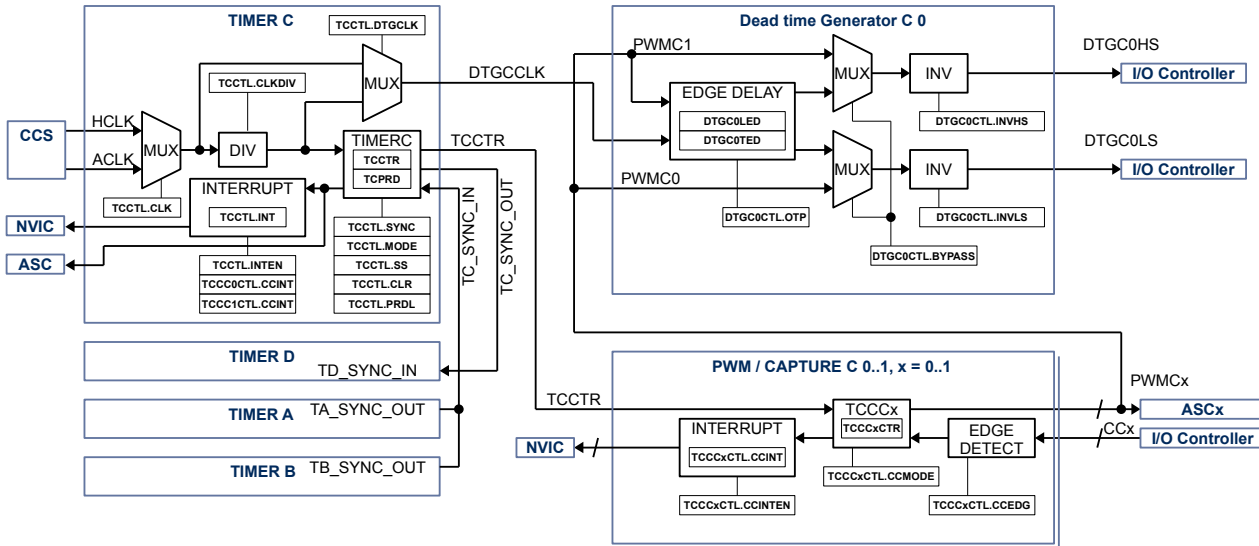 TIMER C
TCCTL.DTGCLK
MUX
DTGCCLK
TCCTL.CLKDIV
CCS
HCLK
ACLK
MUX
DIV
TIMERC
TCCTR
TCPRD
TCCTR
INTERRUPT
TCCTL.INT
TCCTL.CLK
NVIC
ASC
TCCTL.INTEN
TCCC0CTL.CCINT
TCCC1CTL.CCINT
TCCTL.SYNC
TCCTL.MODE
TCCTL.SS
TCCTL.CLR
TCCTL.PRDL
TC_SYNC_IN
TC_SYNC_OUT
TIMER D
TD_SYNC_IN
TIMER A
TA_SYNC_OUT
TIMER B
TB_SYNC_OUT
Dead time Generator C 0
PWMC1
EDGE DELAY
DTGC0LED
DTGC0TED
PWMC0
DTGC0CTL.OTP
MUX
INV
DTGC0CTL.INVHS
DTGC0HS
I/O Controller
MUX
INV
DTGC0CTL.INVLS
DTGC0LS
I/O Controller
DTGC0CTL.BYPASS
PWM / CAPTURE C 0..1, x = 0..1
TCCTR
TCCCx
TCCCxCTR
PWMCx
ASCx
CCx
I/O Controller
EDGE
DETECT
INTERRUPT
TCCCxCTL.CCINT
NVIC
TCCCxCTL.CCMODE
TCCCxCTL.CCINTEN
TCCCxCTL.CCEDG